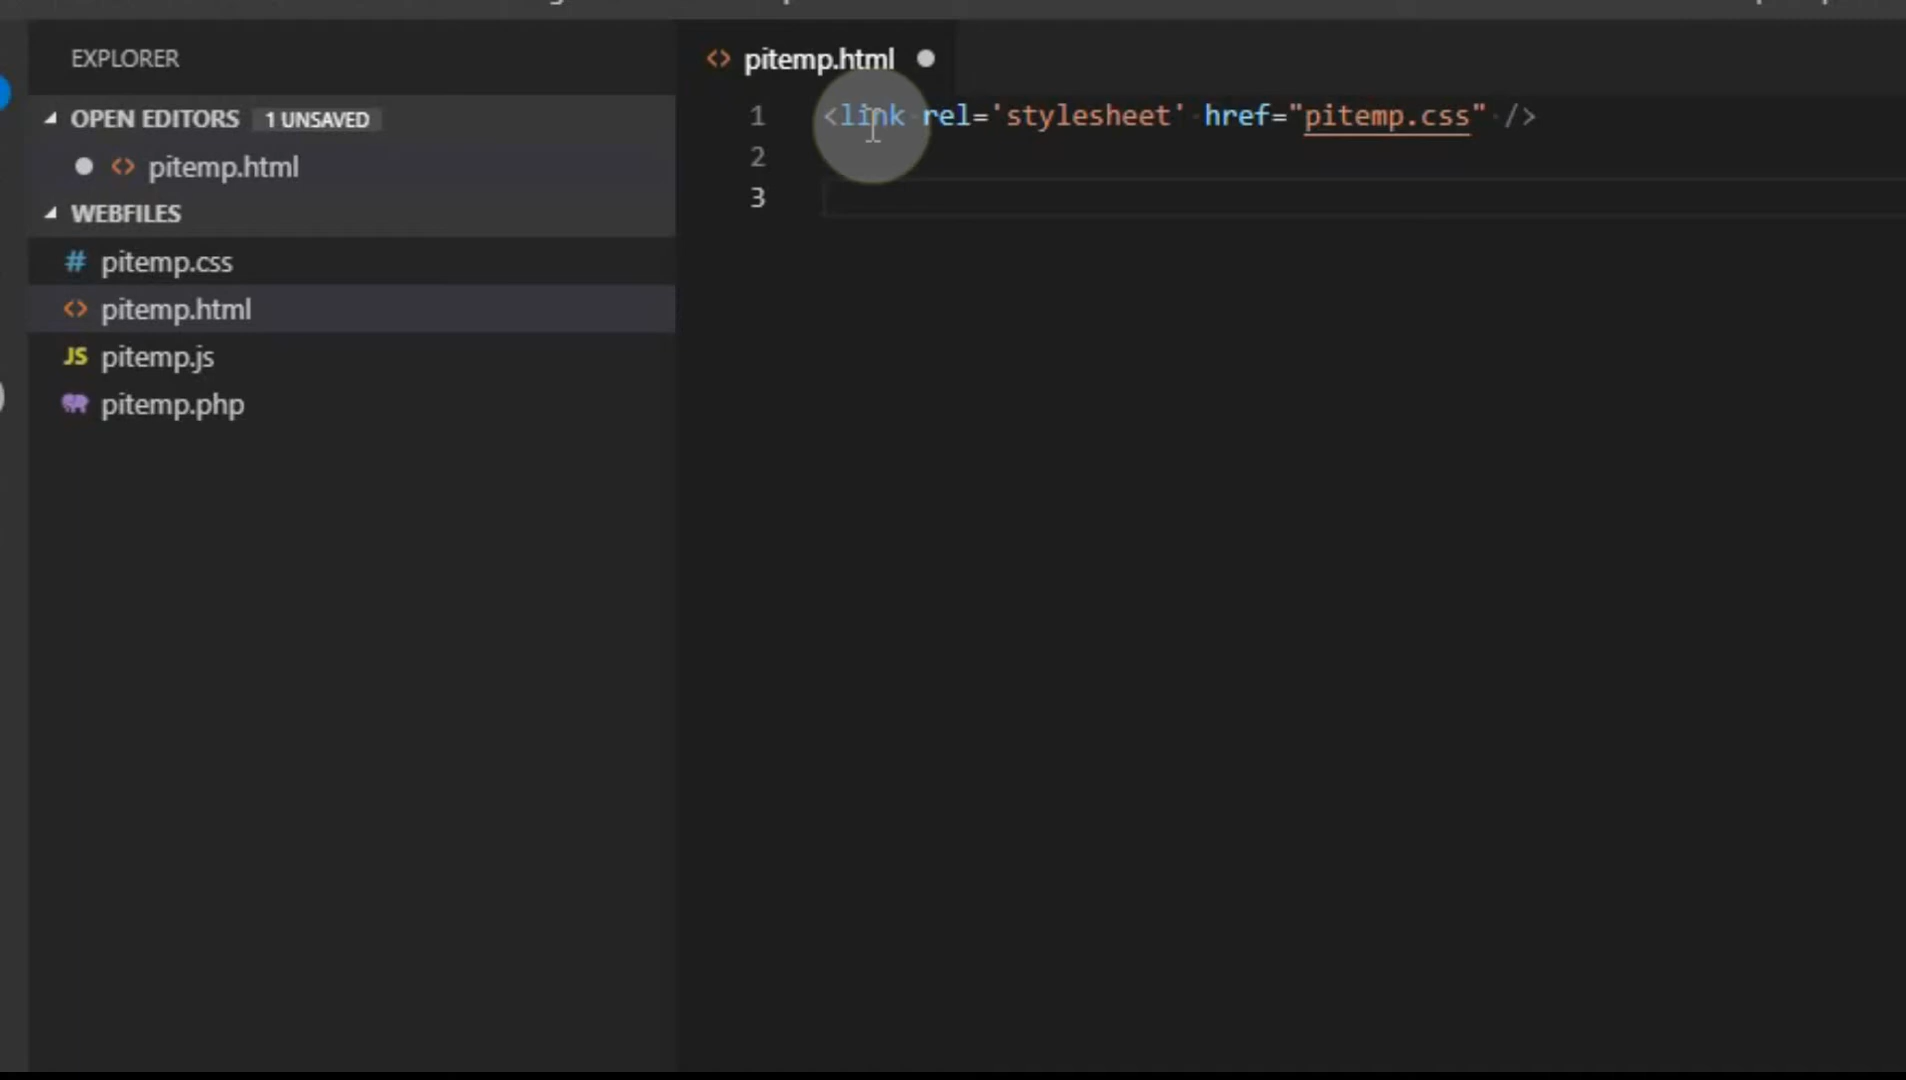 EXPLORER
OPEN EDITORS 1 UNSAVED
pitemp.html
WEBFILES
# pitemp.css
<> pitemp.html
JS pitemp.js
pitemp.php
<> pitemp.html
1 <link rel='stylesheet' href="pitemp.css" />
2
3